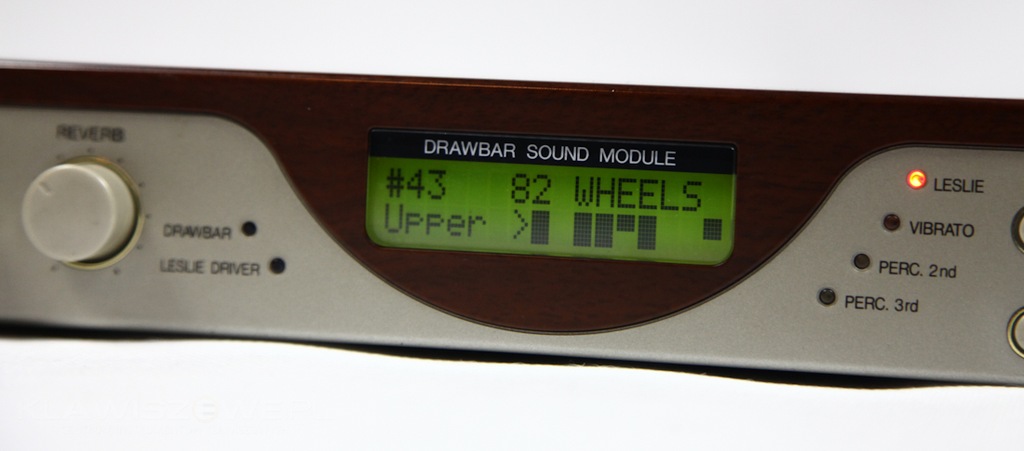 REVERB
DRAWBAR
LESLIE DRIVER
DRAWBAR SOUND MODULE
#43 82 WHEELS
Upper >
LESLIE
VIBRATO
PERC. 2nd
PERC. 3rd